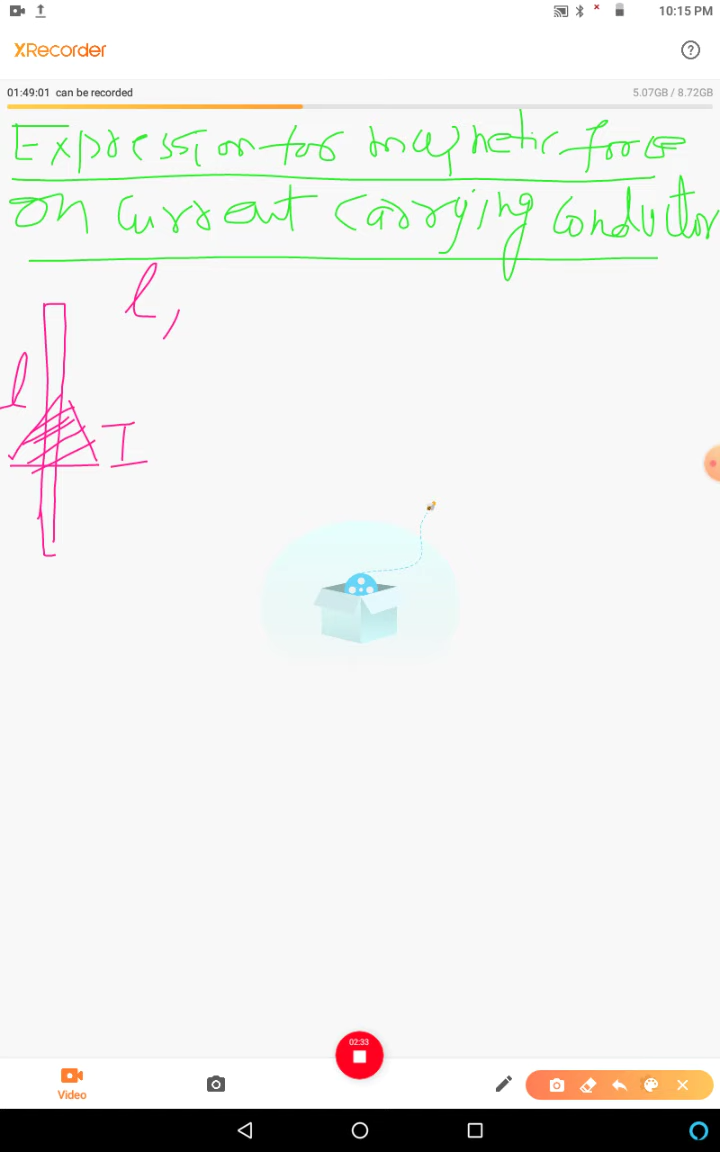 10:15 PM
XRecorder
01:49:01 can be recorded
5.07GB / 8.72GB
Expression for magnetic force
on current carrying conductor
l,
l
I
02:33
Video